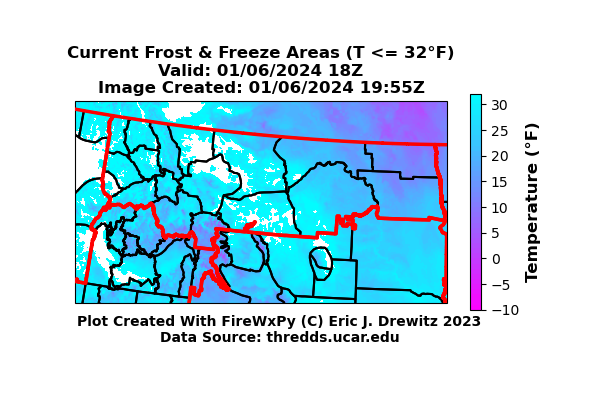 Current Frost & Freeze Areas (T <= 32°F)
Valid: 01/06/2024 18Z
Image Created: 01/06/2024 19:55Z
30
25
20
15
10
5
0
−5
−10
Temperature (°F)
Plot Created With FireWxPy (C) Eric J. Drewitz 2023
Data Source: thredds.ucar.edu